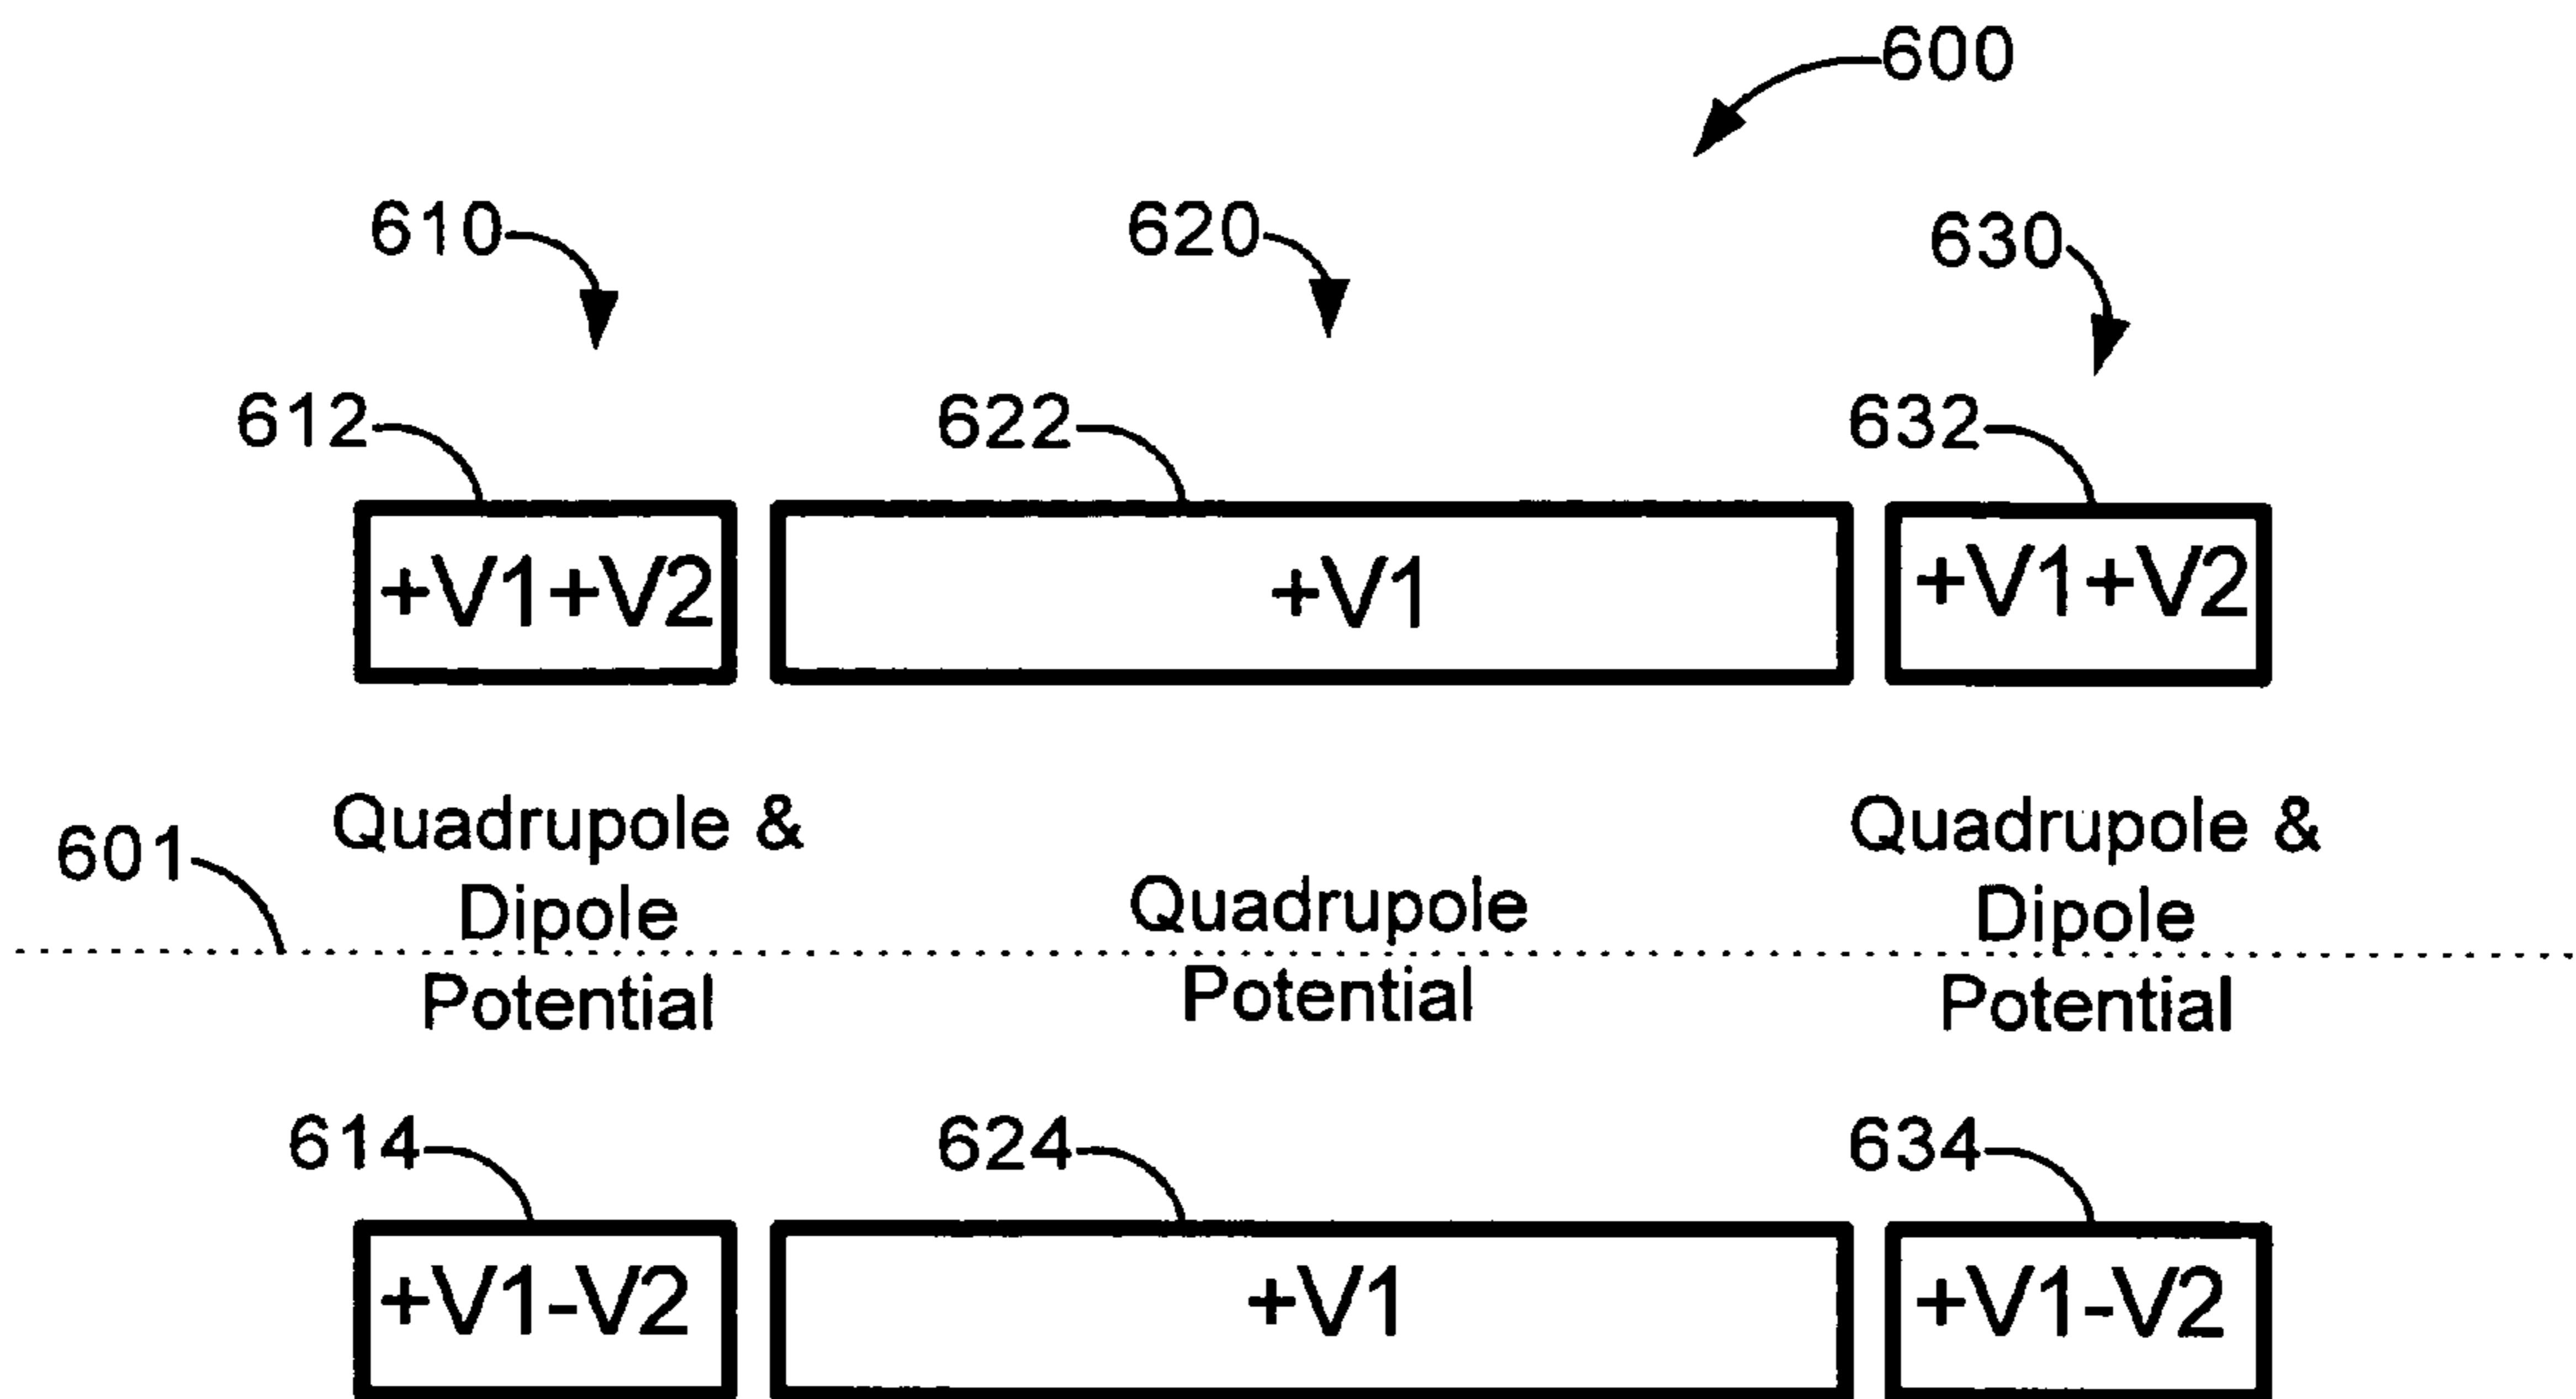 600
610
620
630
612
622
632
+V1+V2
+V1
+V1+V2
601
Quadrupole &
Dipole
Potential
Quadrupole
Potential
Quadrupole &
Dipole
Potential
614
624
634
+V1-V2
+V1
+V1-V2